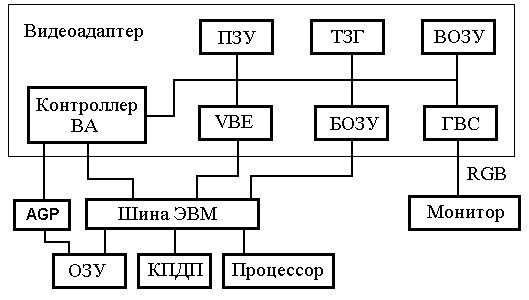 Видеоадаптер
ПЗУ
ТЗГ
ВОЗУ
Контроллер
ВА
VBE
БОЗУ
ГВС
RGB
AGP
Шина ЭВМ
Монитор
ОЗУ
КПДП
Процессор